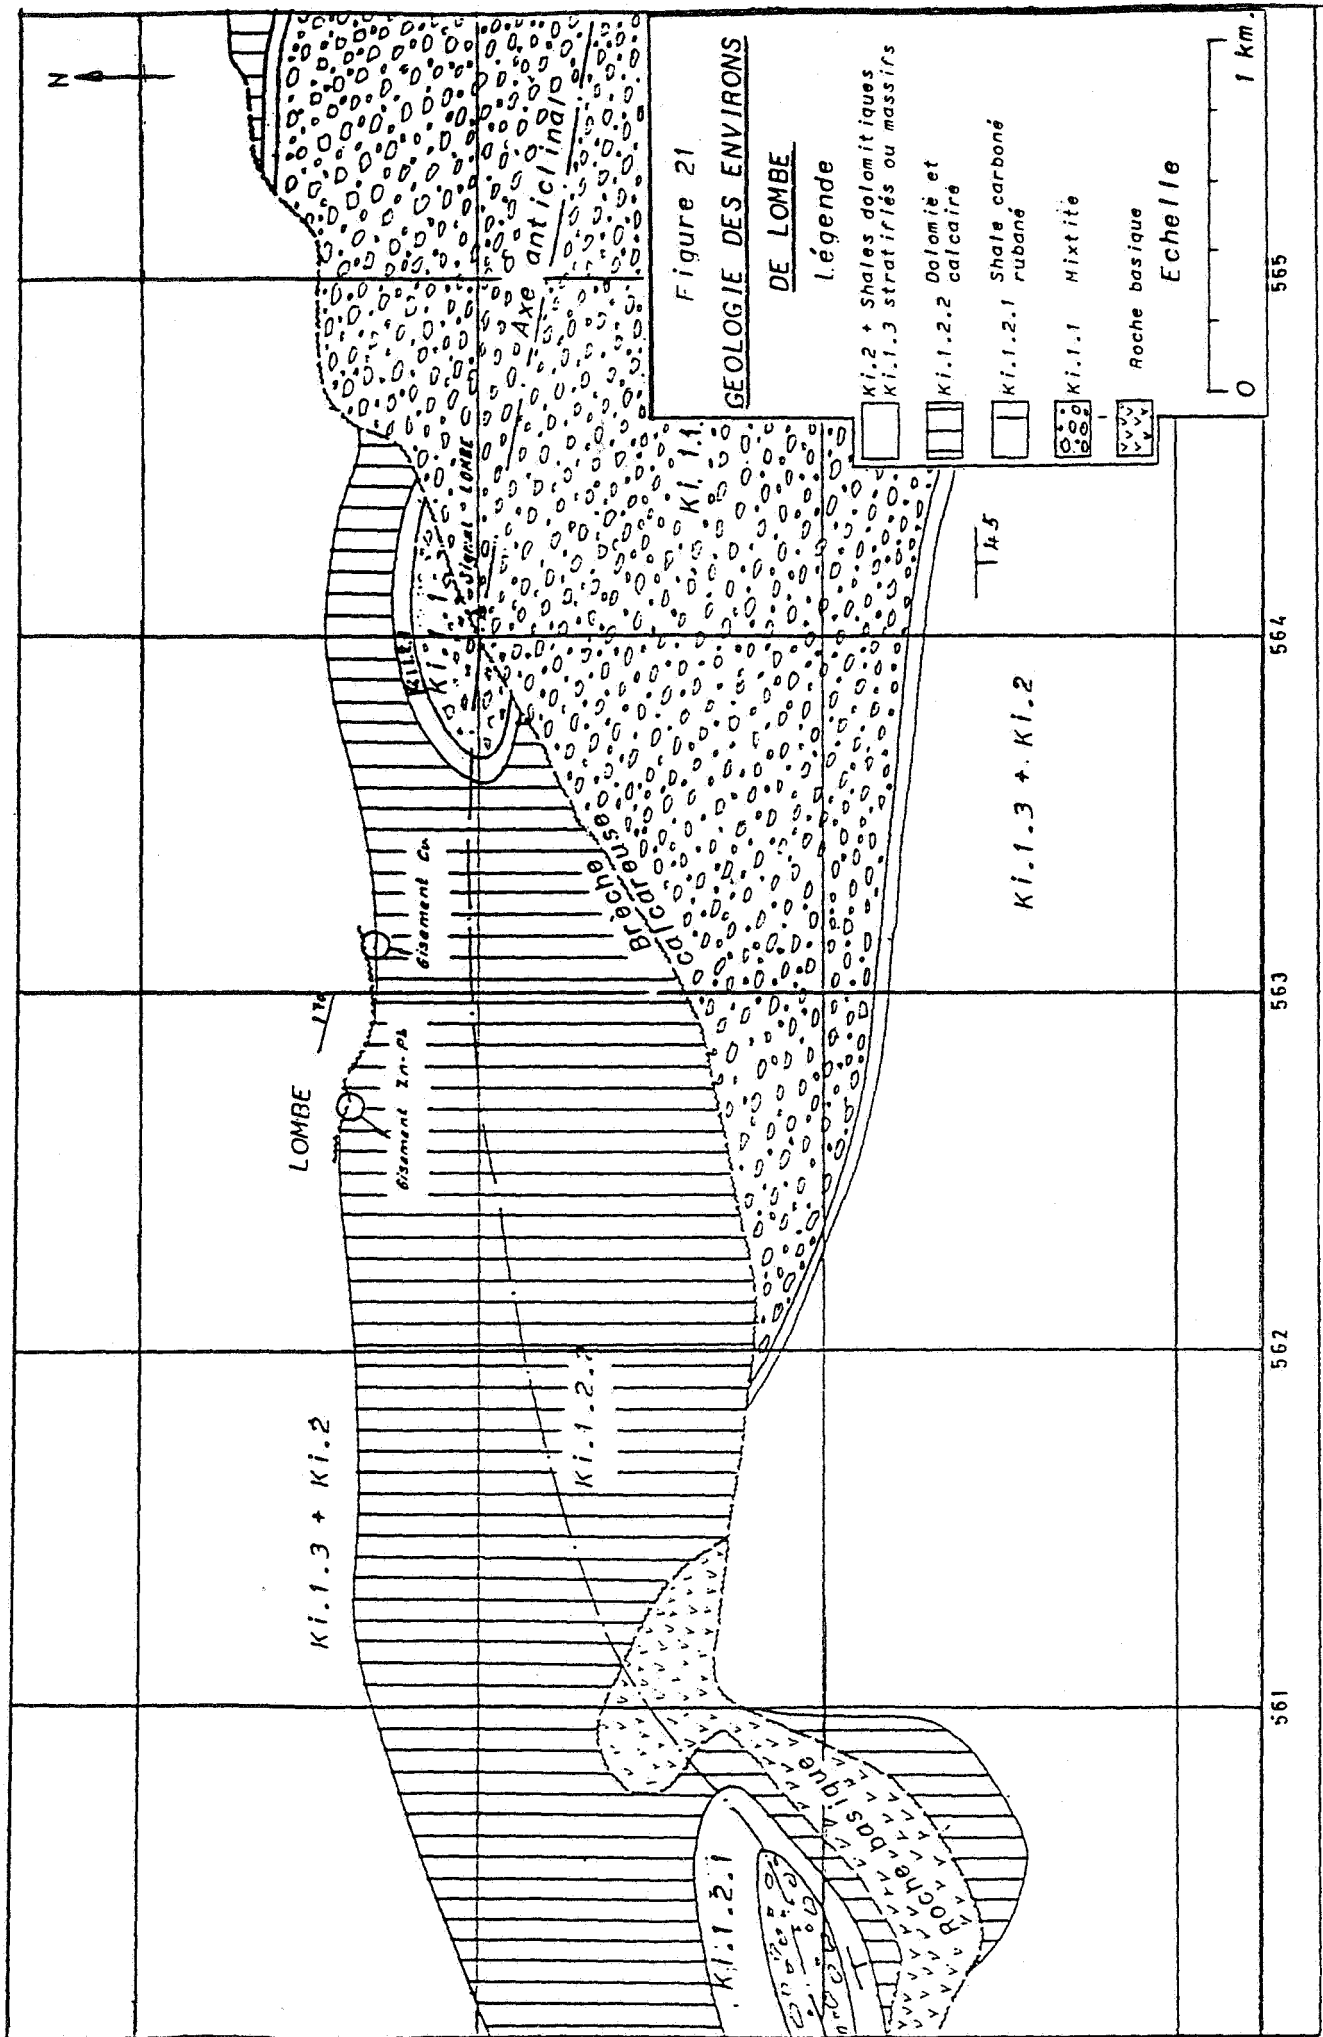 N
Figure 21
GEOLOGIE DES ENVIRONS
DE LOMBE
Légende
Ki.2 + Shales dolomitiques
Ki.1.3 stratifiés ou massifs
Ki.1.2.2 Dolomie et
calcaire
Ki.1.2.1 Shale carboné
rubané
Ki.1.1 Mixtite
Roche basique
Echelle
0 1 km.
Axe anticlinal
Signal LOMBE
Ki.1.1
Ki.1.1.
45
Brèche
calcareuse
Gisement Cu
Gisement Zn-Pb
LOMBE
Ki.1.3 + Ki.2
Ki.1.3 + Ki.2
Ki.1.2.2
Ki.1.2.1
Roche basique
561
562
563
564
565